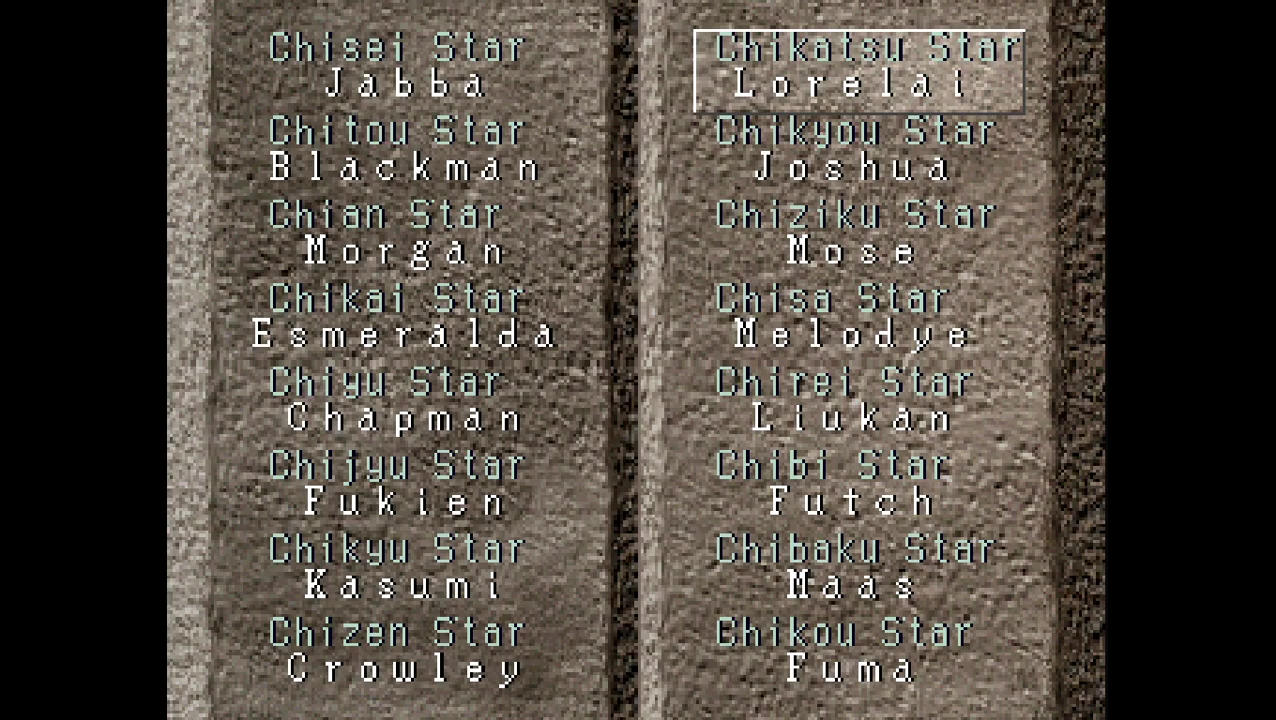 Chisei Star
Jabba
Chitou Star
Blackman
Chian Star
Morgan
Chikai Star
Esmeralda
Chiyu Star
Chapman
Chijyu Star
Fukien
Chikyu Star
Kasumi
Chizen Star
Crowley
Chikatsu Star
Lorelai
Chikyou Star
Joshua
Chiziku Star
Mose
Chisa Star
Melodye
Chirei Star
Liukan
Chibi Star
Futch
Chibaku Star
Maas
Chikou Star
Fuma